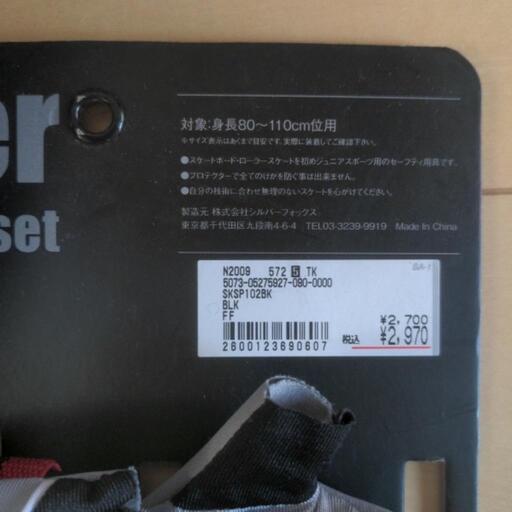 er
set
対象:身長80～110cm位用
※サイズ表示はあくまで目安です。実際に装着してご確認下さい。
●スケートボード・ローラースケートを初めジュニアスポーツ用のセーフティ用具です。
●プロテクターで全てのけがを防ぐ事は出来ません。
●自分の技術に合わせ無理のないスケートを心がけてください。
製造元 株式会社シルバーフォックス
東京都千代田区九段南4-6-4 TEL03-3239-9919 Made In China
N2009 572 5 TK
5073-05275927-090-0000
SKSP102BK
BLK
FF
2600123690607
¥2,700
税込 ¥2,970